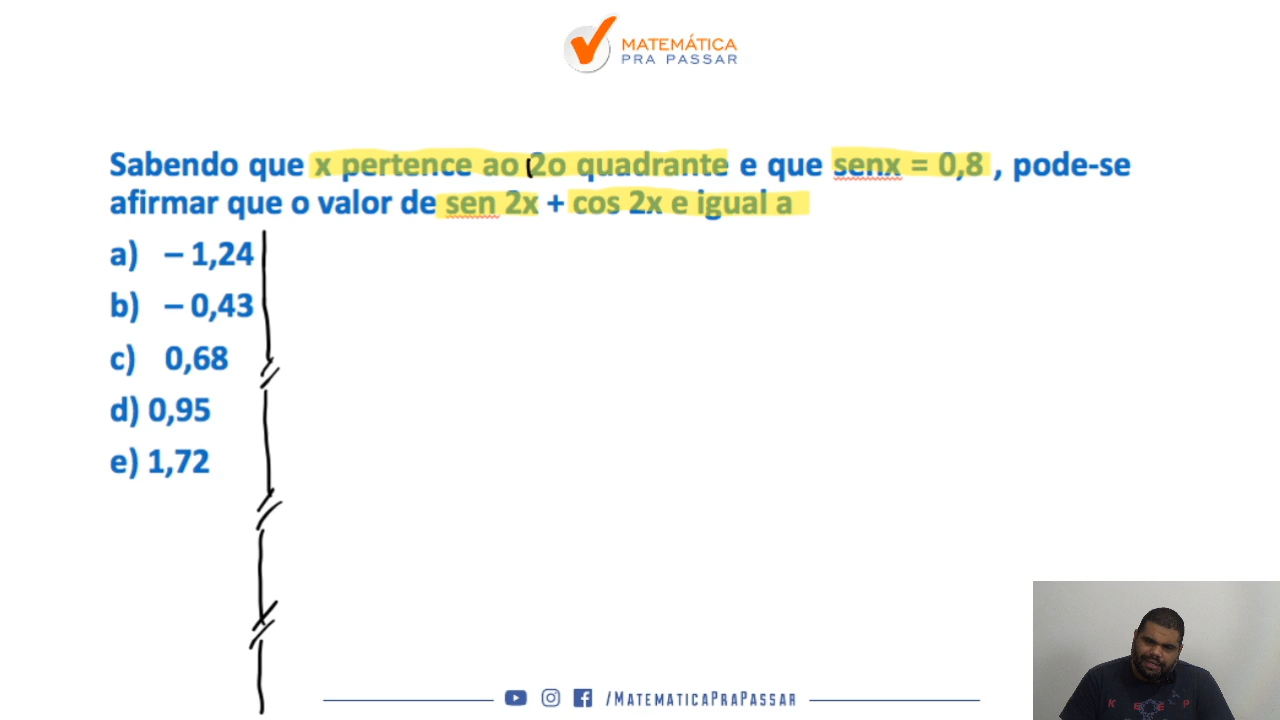 MATEMÁTICA
PRA PASSAR
Sabendo que x pertence ao 2o quadrante e que senx = 0,8 , pode-se
afirmar que o valor de sen 2x + cos 2x e igual a
a) – 1,24
b) – 0,43
c) 0,68
d) 0,95
e) 1,72
/MATEMATICAPRAPASSAR
K E E P